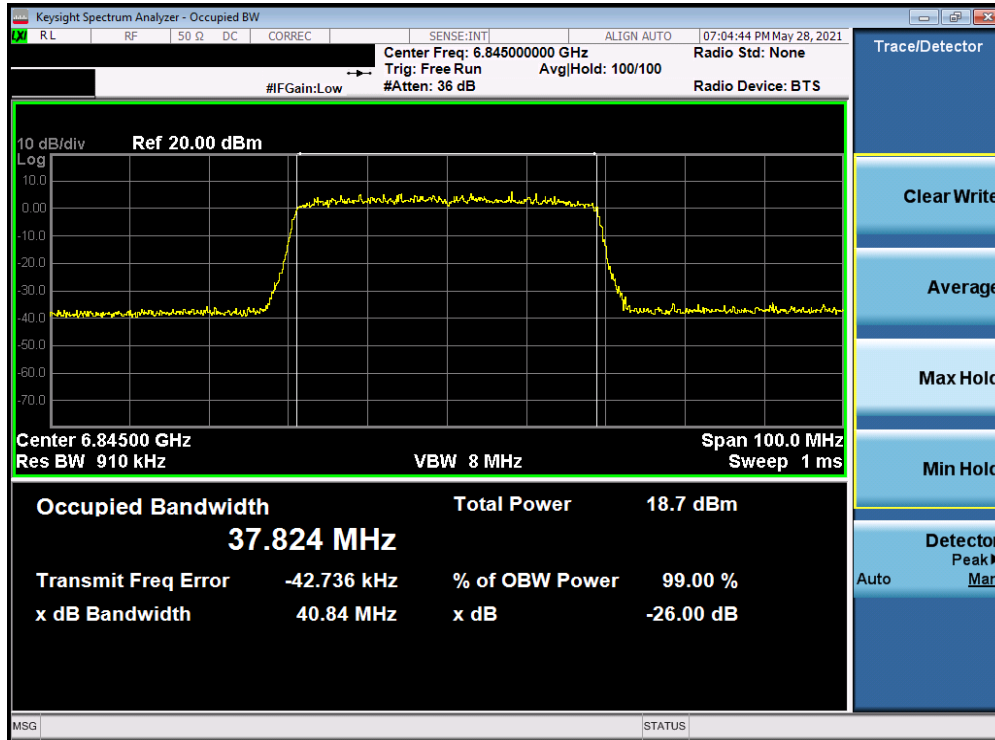 Keysight Spectrum Analyzer - Occupied BW
LXI RL RF 50 Ω DC CORREC SENSE:INT ALIGN AUTO 07:04:44 PM May 28, 2021
Center Freq: 6.845000000 GHz Radio Std: None
Trig: Free Run Avg|Hold: 100/100
#IFGain:Low #Atten: 36 dB Radio Device: BTS
Trace/Detector
10 dB/div Ref 20.00 dBm
Log
10.0
0.00
-10.0
-20.0
-30.0
-40.0
-50.0
-60.0
-70.0
Center 6.84500 GHz Span 100.0 MHz
Res BW 910 kHz VBW 8 MHz Sweep 1 ms
Occupied Bandwidth Total Power 18.7 dBm
37.824 MHz
Transmit Freq Error -42.736 kHz % of OBW Power 99.00 %
x dB Bandwidth 40.84 MHz x dB -26.00 dB
Clear Write
Average
Max Hold
Min Hold
Detector
Peak
Auto Man
MSG STATUS